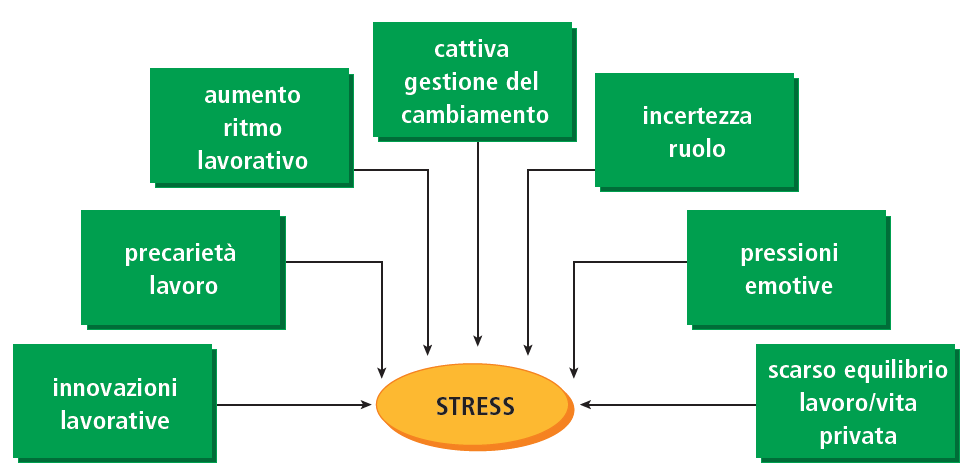 cattiva
gestione del
cambiamento
aumento
ritmo
lavorativo
incertezza
ruolo
precarietà
lavoro
pressioni
emotive
innovazioni
lavorative
scarso equilibrio
lavoro/vita
privata
STRESS